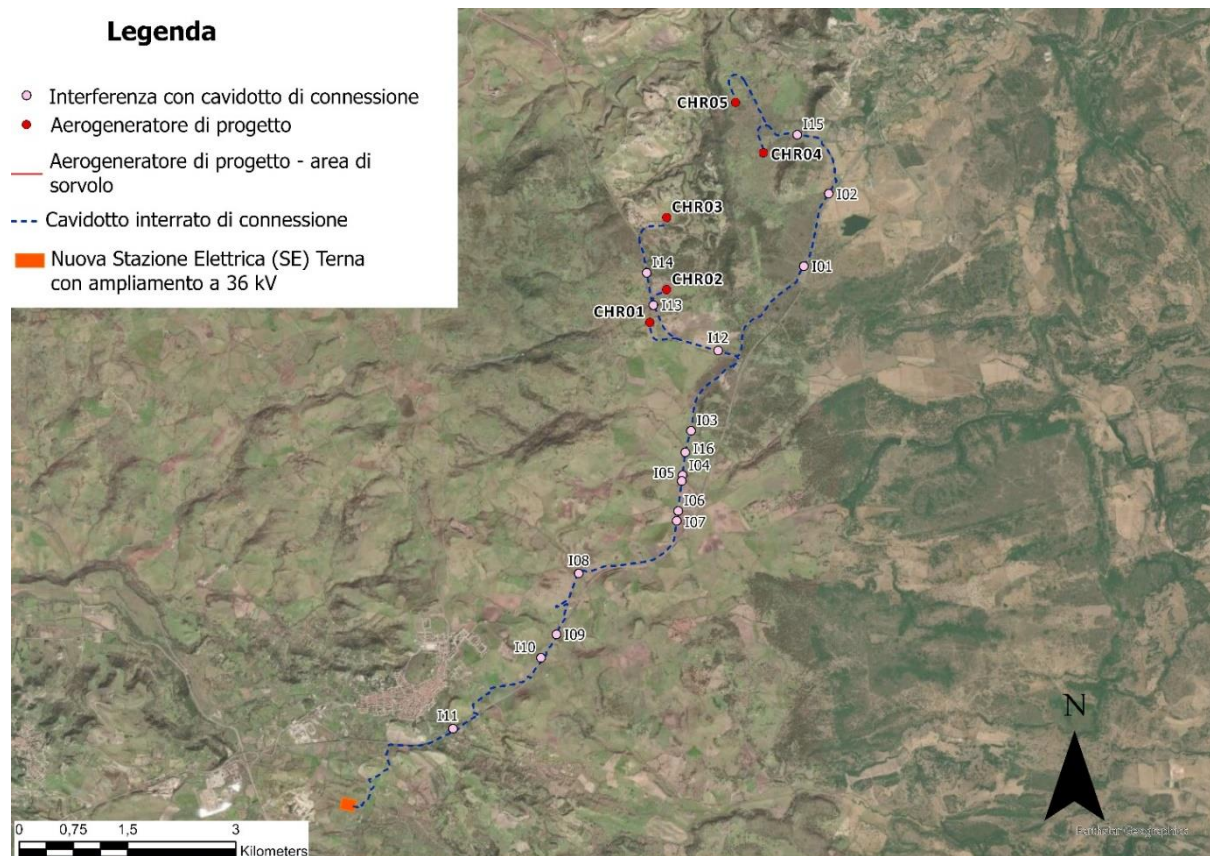 Legenda
Interferenza con cavidotto di connessione
Aerogeneratore di progetto
Aerogeneratore di progetto - area di
sorvolo
Cavidotto interrato di connessione
Nuova Stazione Elettrica (SE) Terna
con ampliamento a 36 kV
CHR05
I15
CHR04
I02
CHR03
I01
I14
CHR02
I13
CHR01
I12
I03
I16
I04
I05
I06
I07
I08
I09
I10
I11
N
0 0,75 1,5 3
Kilometers
Earthstar Geographics